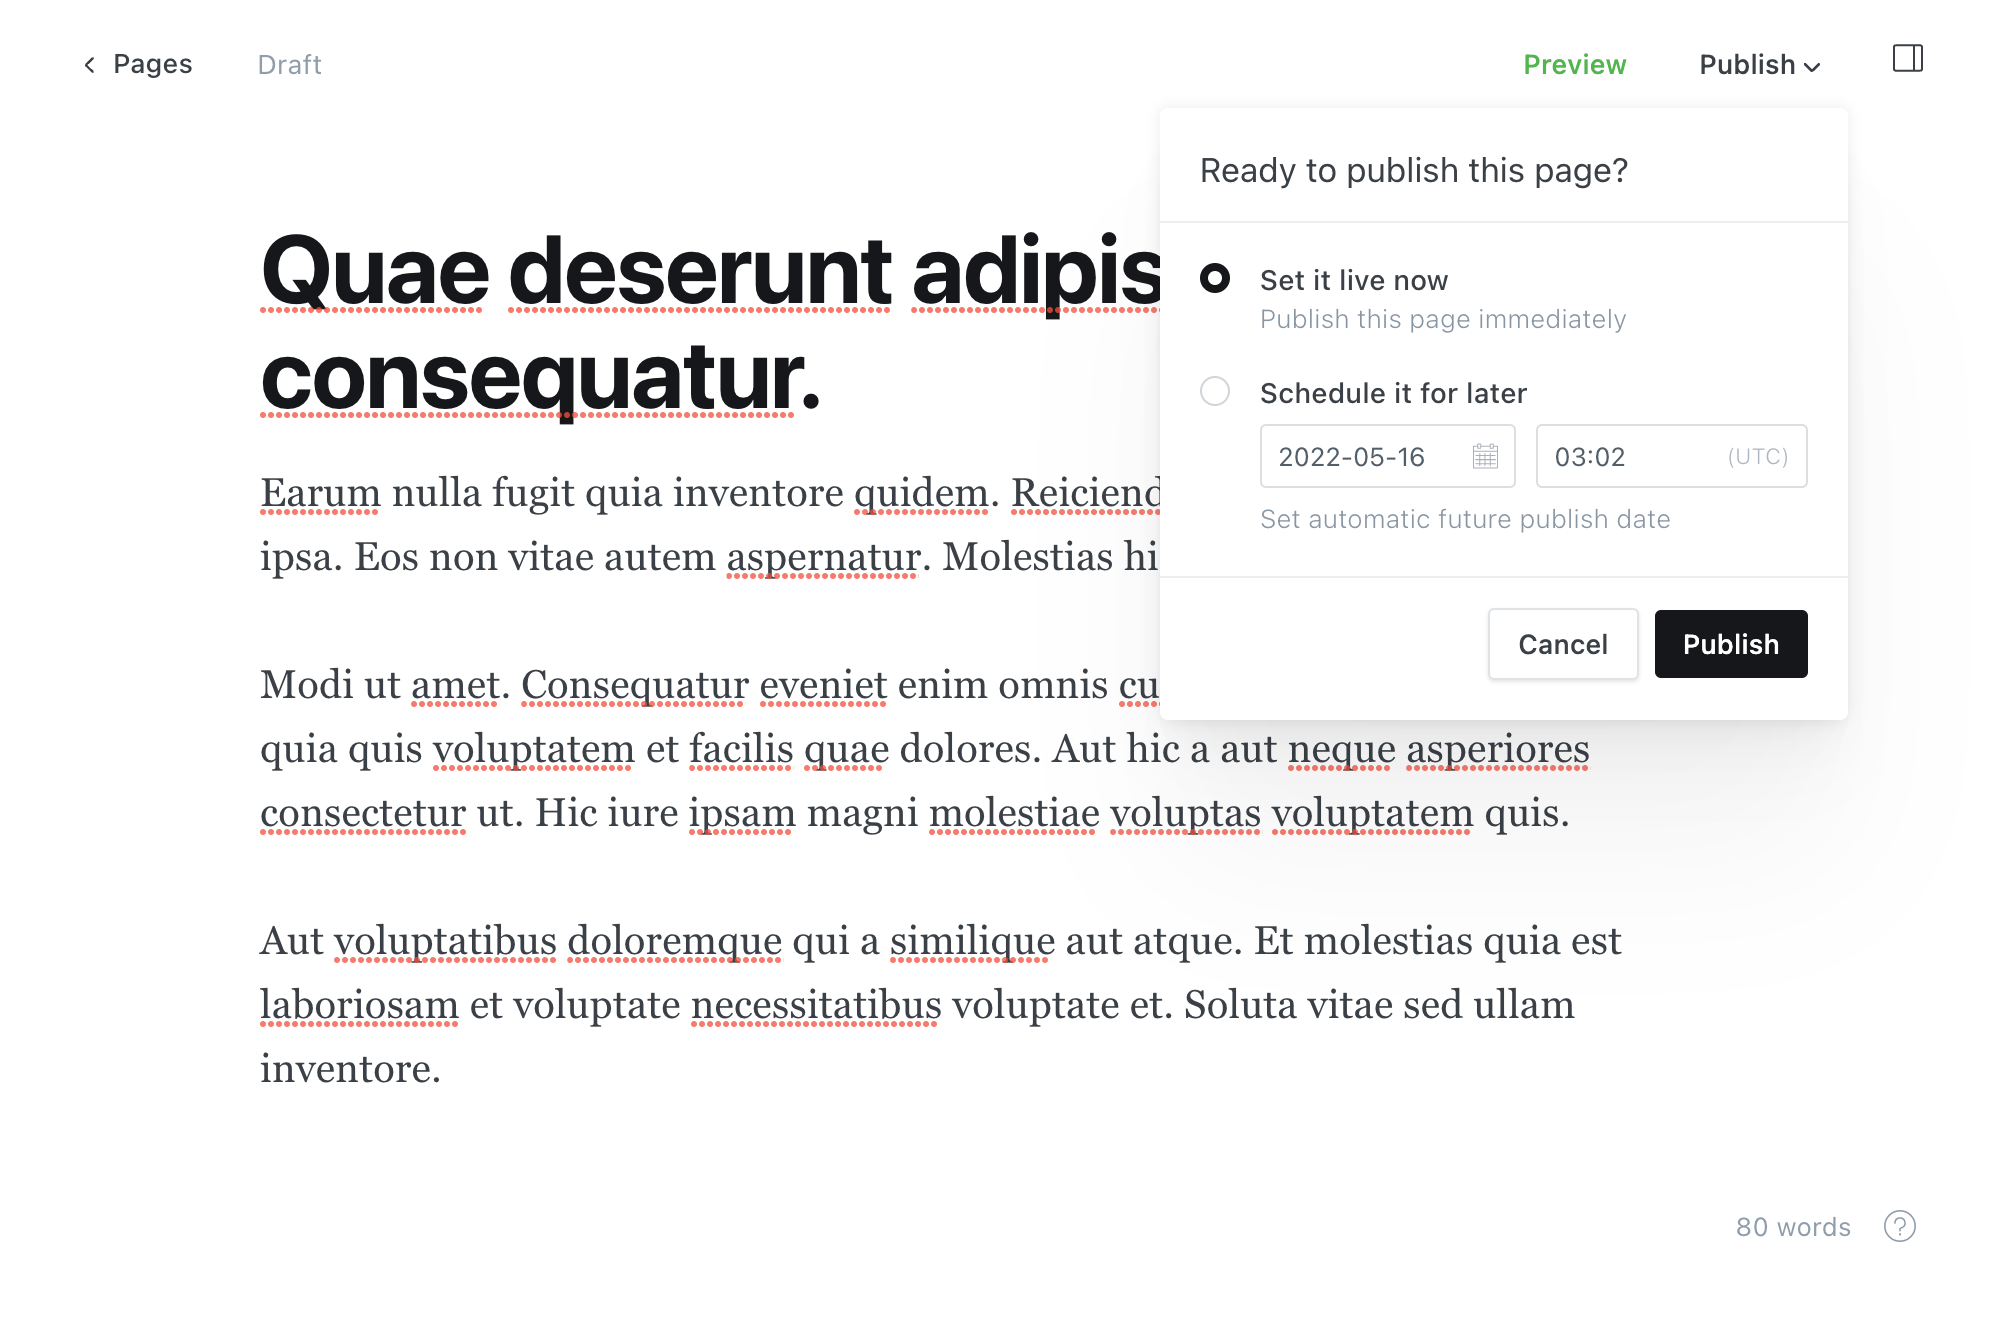 Pages
Draft
Preview
Publish
Ready to publish this page?
Set it live now
Publish this page immediately
Schedule it for later
2022-05-16
03:02 (UTC)
Set automatic future publish date
Cancel
Publish
Quae deserunt
consequatur.
Earum nulla fugit quia inventore quidem.
ipsa. Eos non vitae autem aspernatur. Molestias
Modi ut amet. Consequatur eveniet enim omnis
quia quis voluptatem et facilis quae dolores. Aut hic a aut neque asperiores
consectetur ut. Hic iure ipsam magni molestiae voluptas voluptatem quis.
Aut voluptatibus doloremque qui a similique aut atque. Et molestias quia est
laboriosam et voluptate necessitatibus voluptate et. Soluta vitae sed ullam
inventore.
80 words
?